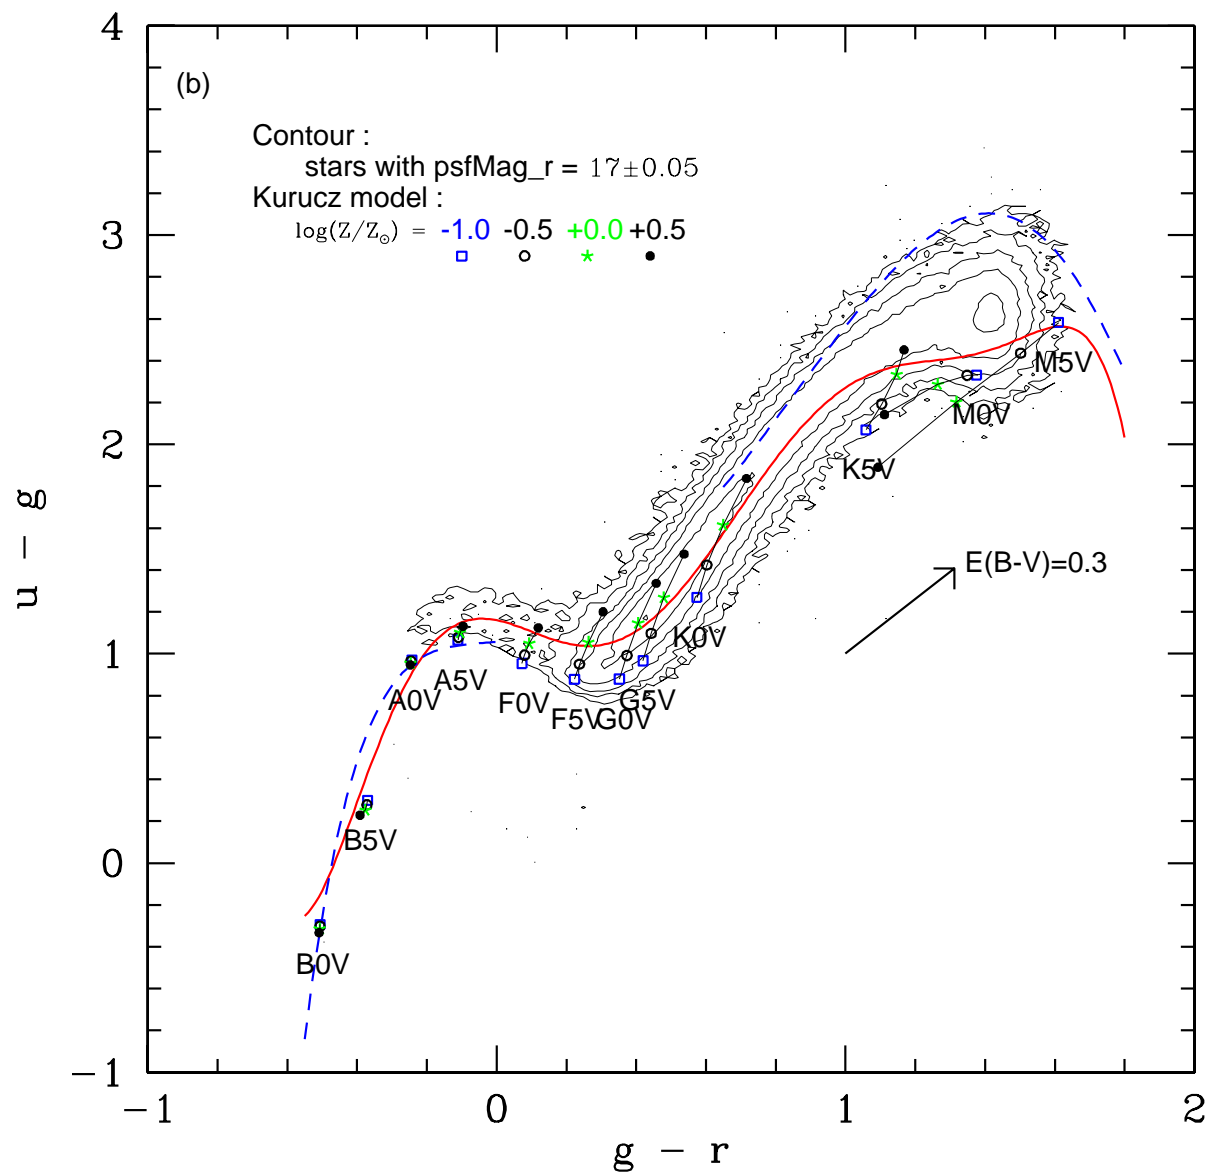 4
(b)
Contour :
stars with psfMag_r = 17±0.05
Kurucz model :
log(Z/Z⊙) = -1.0 -0.5 +0.0 +0.5
3
M5V
M0V
2
K5V
u - g
E(B-V)=0.3
1
K0V
A5V
A0V
F0V
G5V
F5V
G0V
0
B5V
B0V
-1
-1 0 1 2
g - r